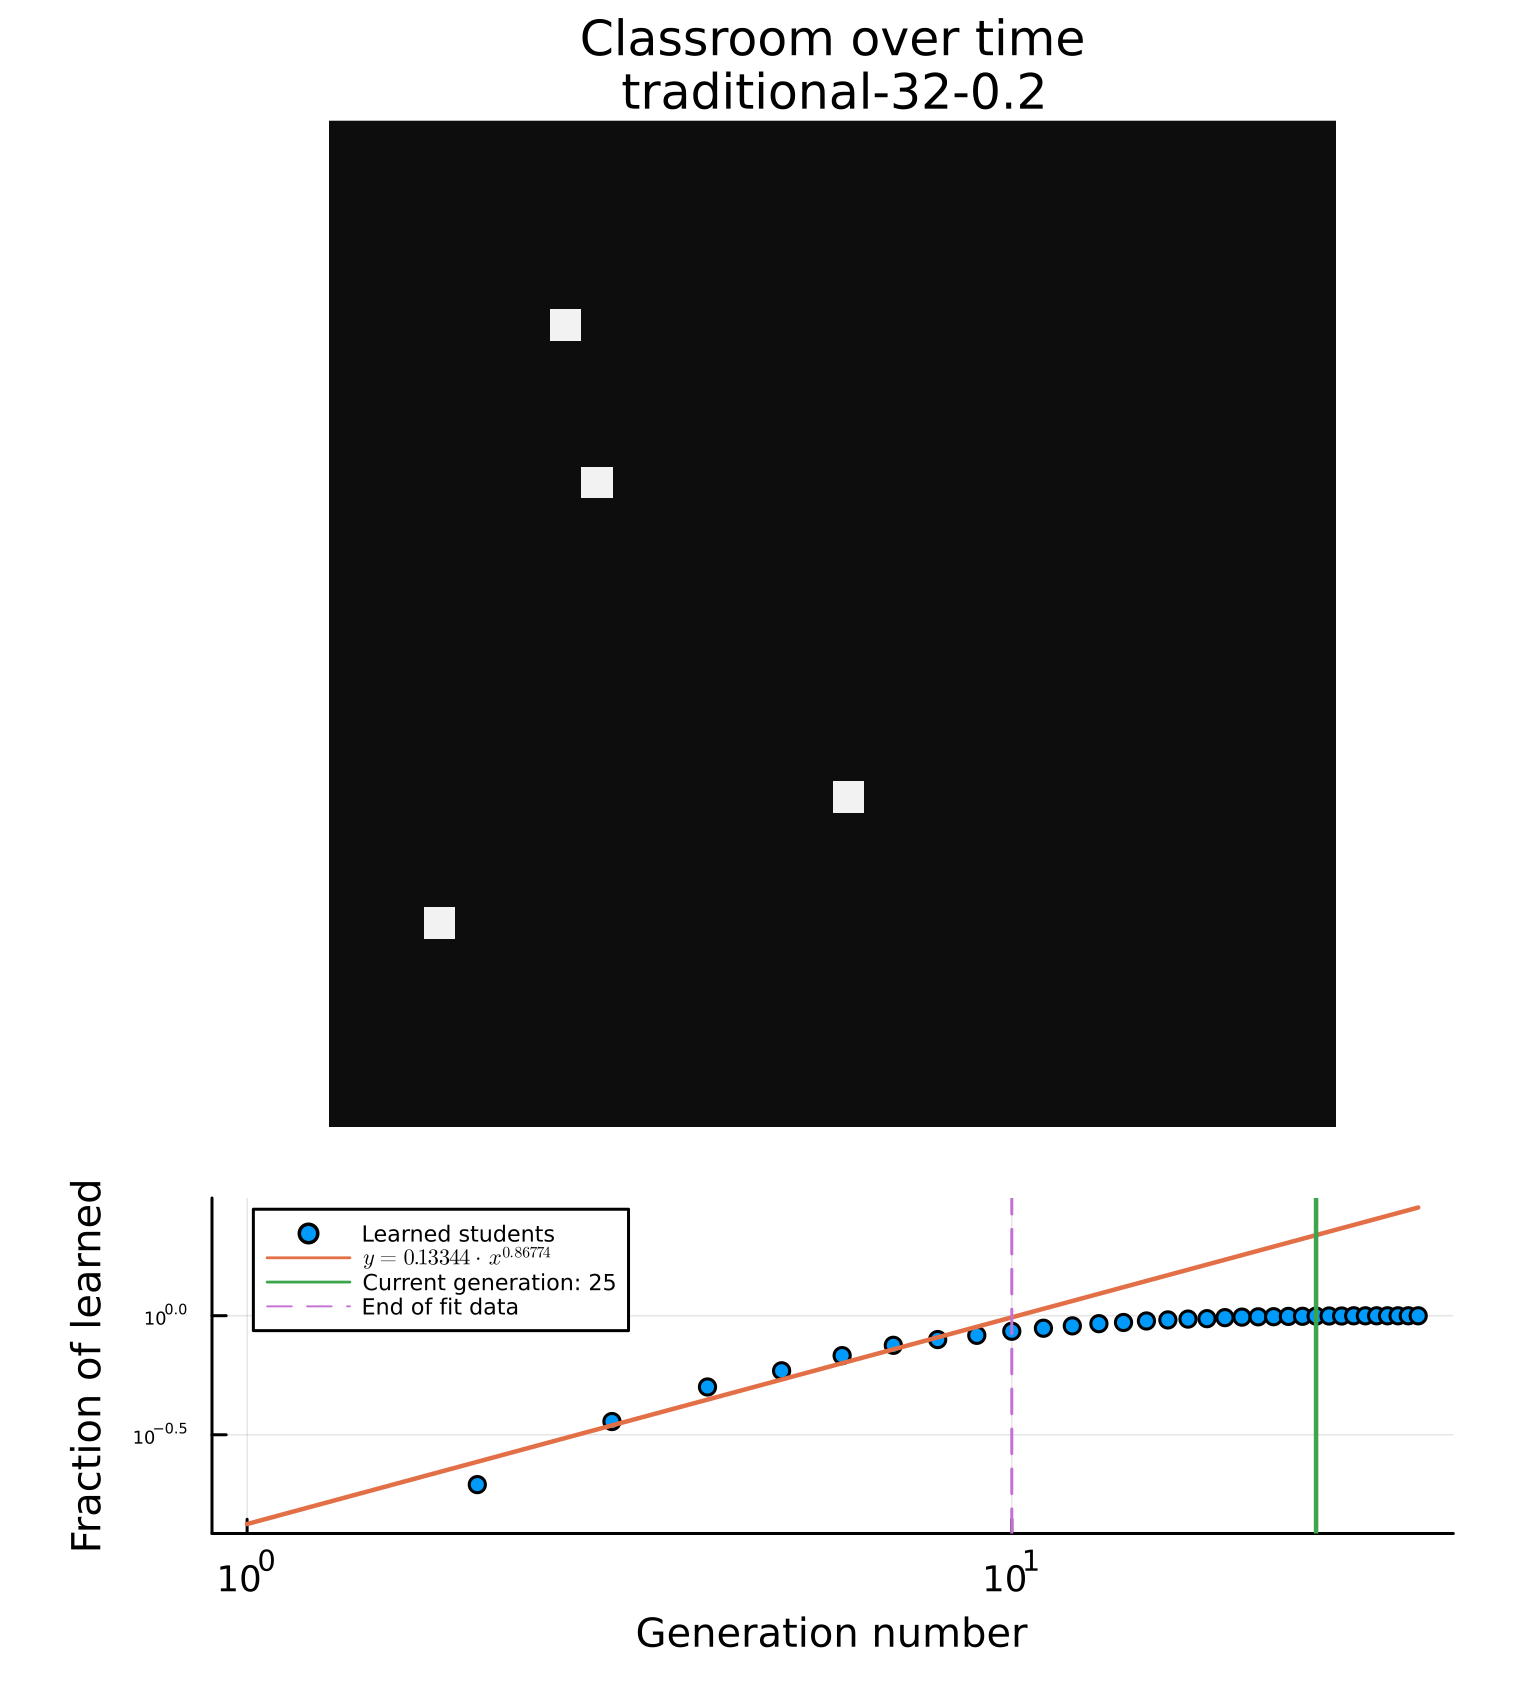 Classroom over time
traditional-32-0.2
Fraction of learned
10^0.0
10^−0.5
Learned students
y = 0.13344 · x^0.86774
Current generation: 25
End of fit data
10^0
10^1
Generation number